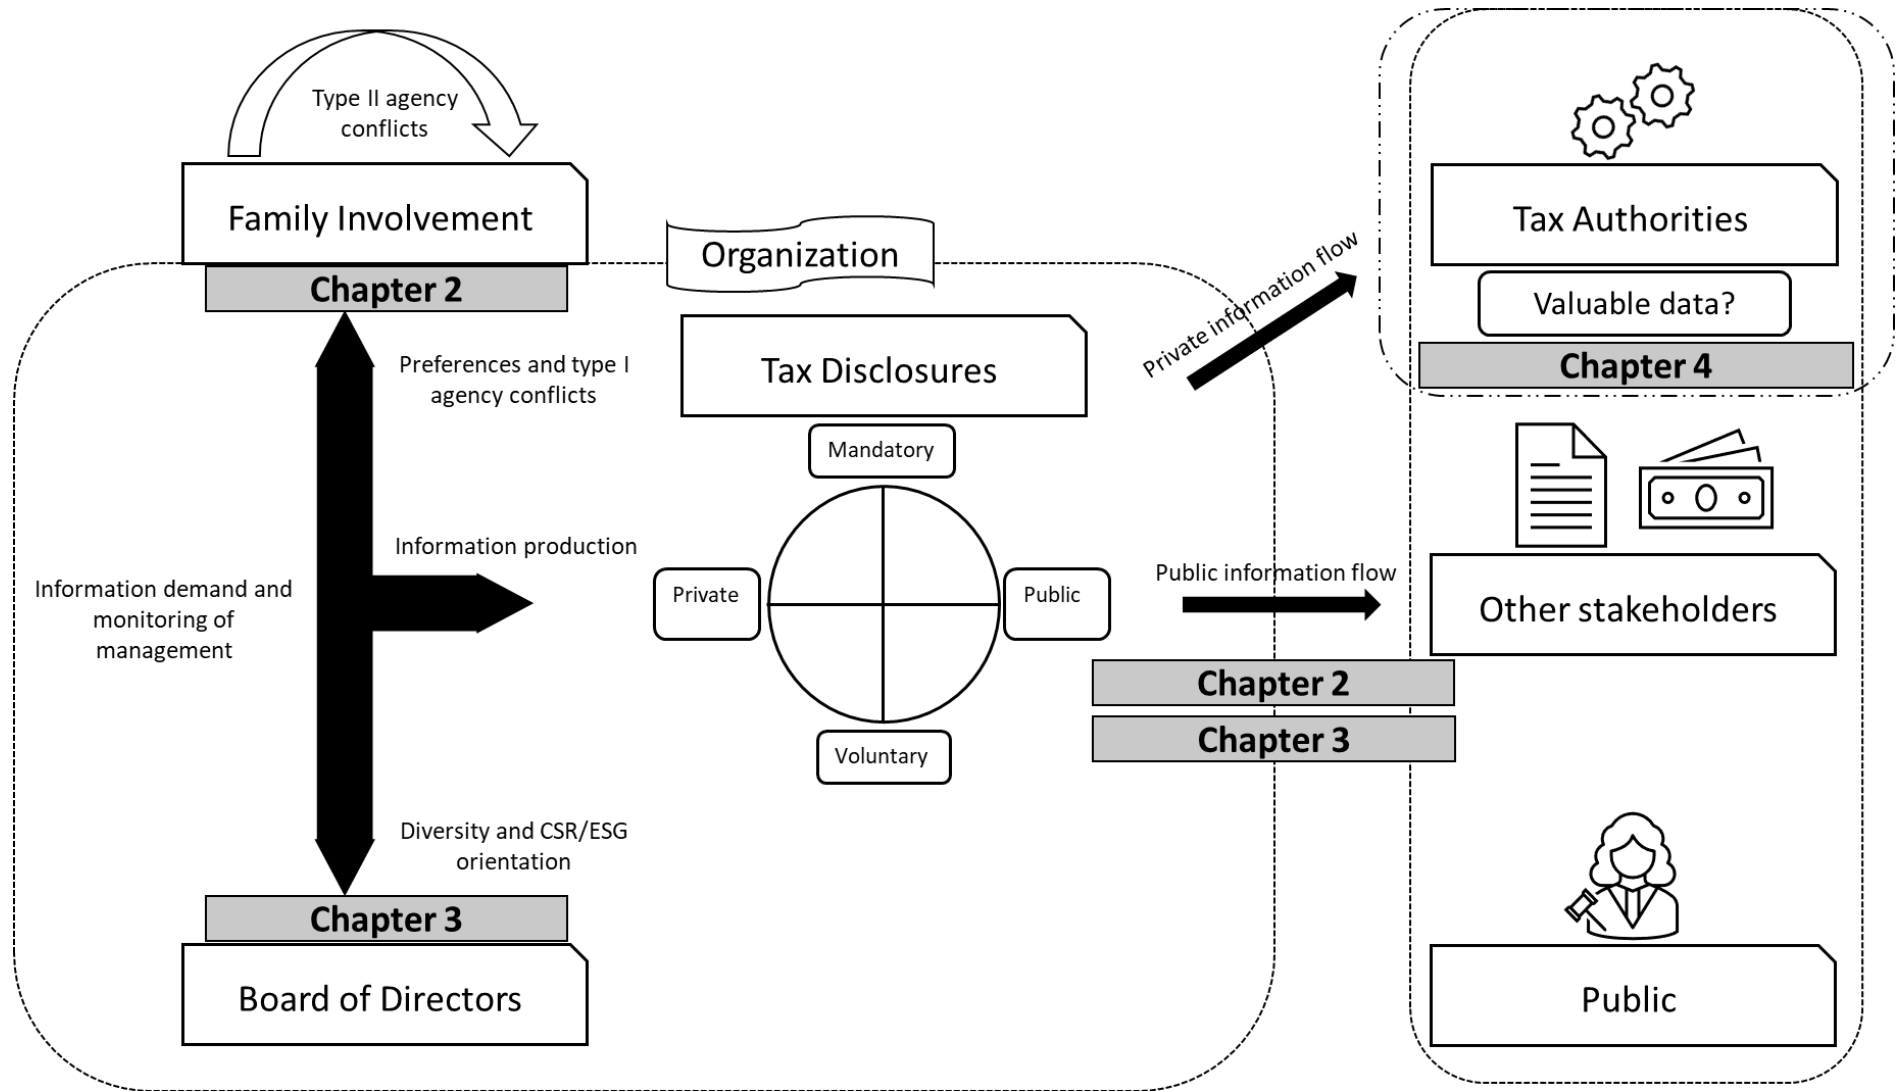 Type II agency
conflicts
Family Involvement
Chapter 2
Organization
Tax Disclosures
Mandatory
Private
Public
Voluntary
Preferences and type I
agency conflicts
Information production
Information demand and
monitoring of
management
Diversity and CSR/ESG
orientation
Chapter 3
Board of Directors
Private information flow
Public information flow
Chapter 2
Chapter 3
Tax Authorities
Valuable data?
Chapter 4
Other stakeholders
Public